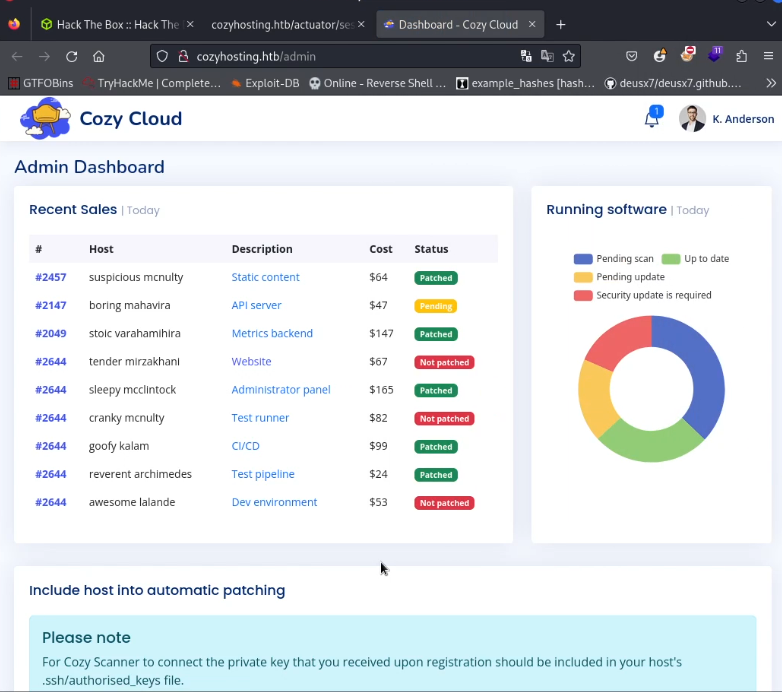 Hack The Box :: Hack The
cozyhosting.htb/actuator/ses
Dashboard - Cozy Cloud
cozyhosting.htb/admin
11
GTFOBins
TryHackMe | Complete…
Exploit-DB
Online - Reverse Shell …
example_hashes [hash…
deusx7/deusx7.github.…
Cozy Cloud
1
K. Anderson
Admin Dashboard
Recent Sales | Today
# Host Description Cost Status
#2457 suspicious mcnulty Static content $64 Patched
#2147 boring mahavira API server $47 Pending
#2049 stoic varahamihira Metrics backend $147 Patched
#2644 tender mirzakhani Website $67 Not patched
#2644 sleepy mcclintock Administrator panel $165 Patched
#2644 cranky mcnulty Test runner $82 Not patched
#2644 goofy kalam CI/CD $99 Patched
#2644 reverent archimedes Test pipeline $24 Patched
#2644 awesome lalande Dev environment $53 Not patched
Running software | Today
Pending scan Up to date
Pending update
Security update is required
Include host into automatic patching
Please note
For Cozy Scanner to connect the private key that you received upon registration should be included in your host's
.ssh/authorised_keys file.